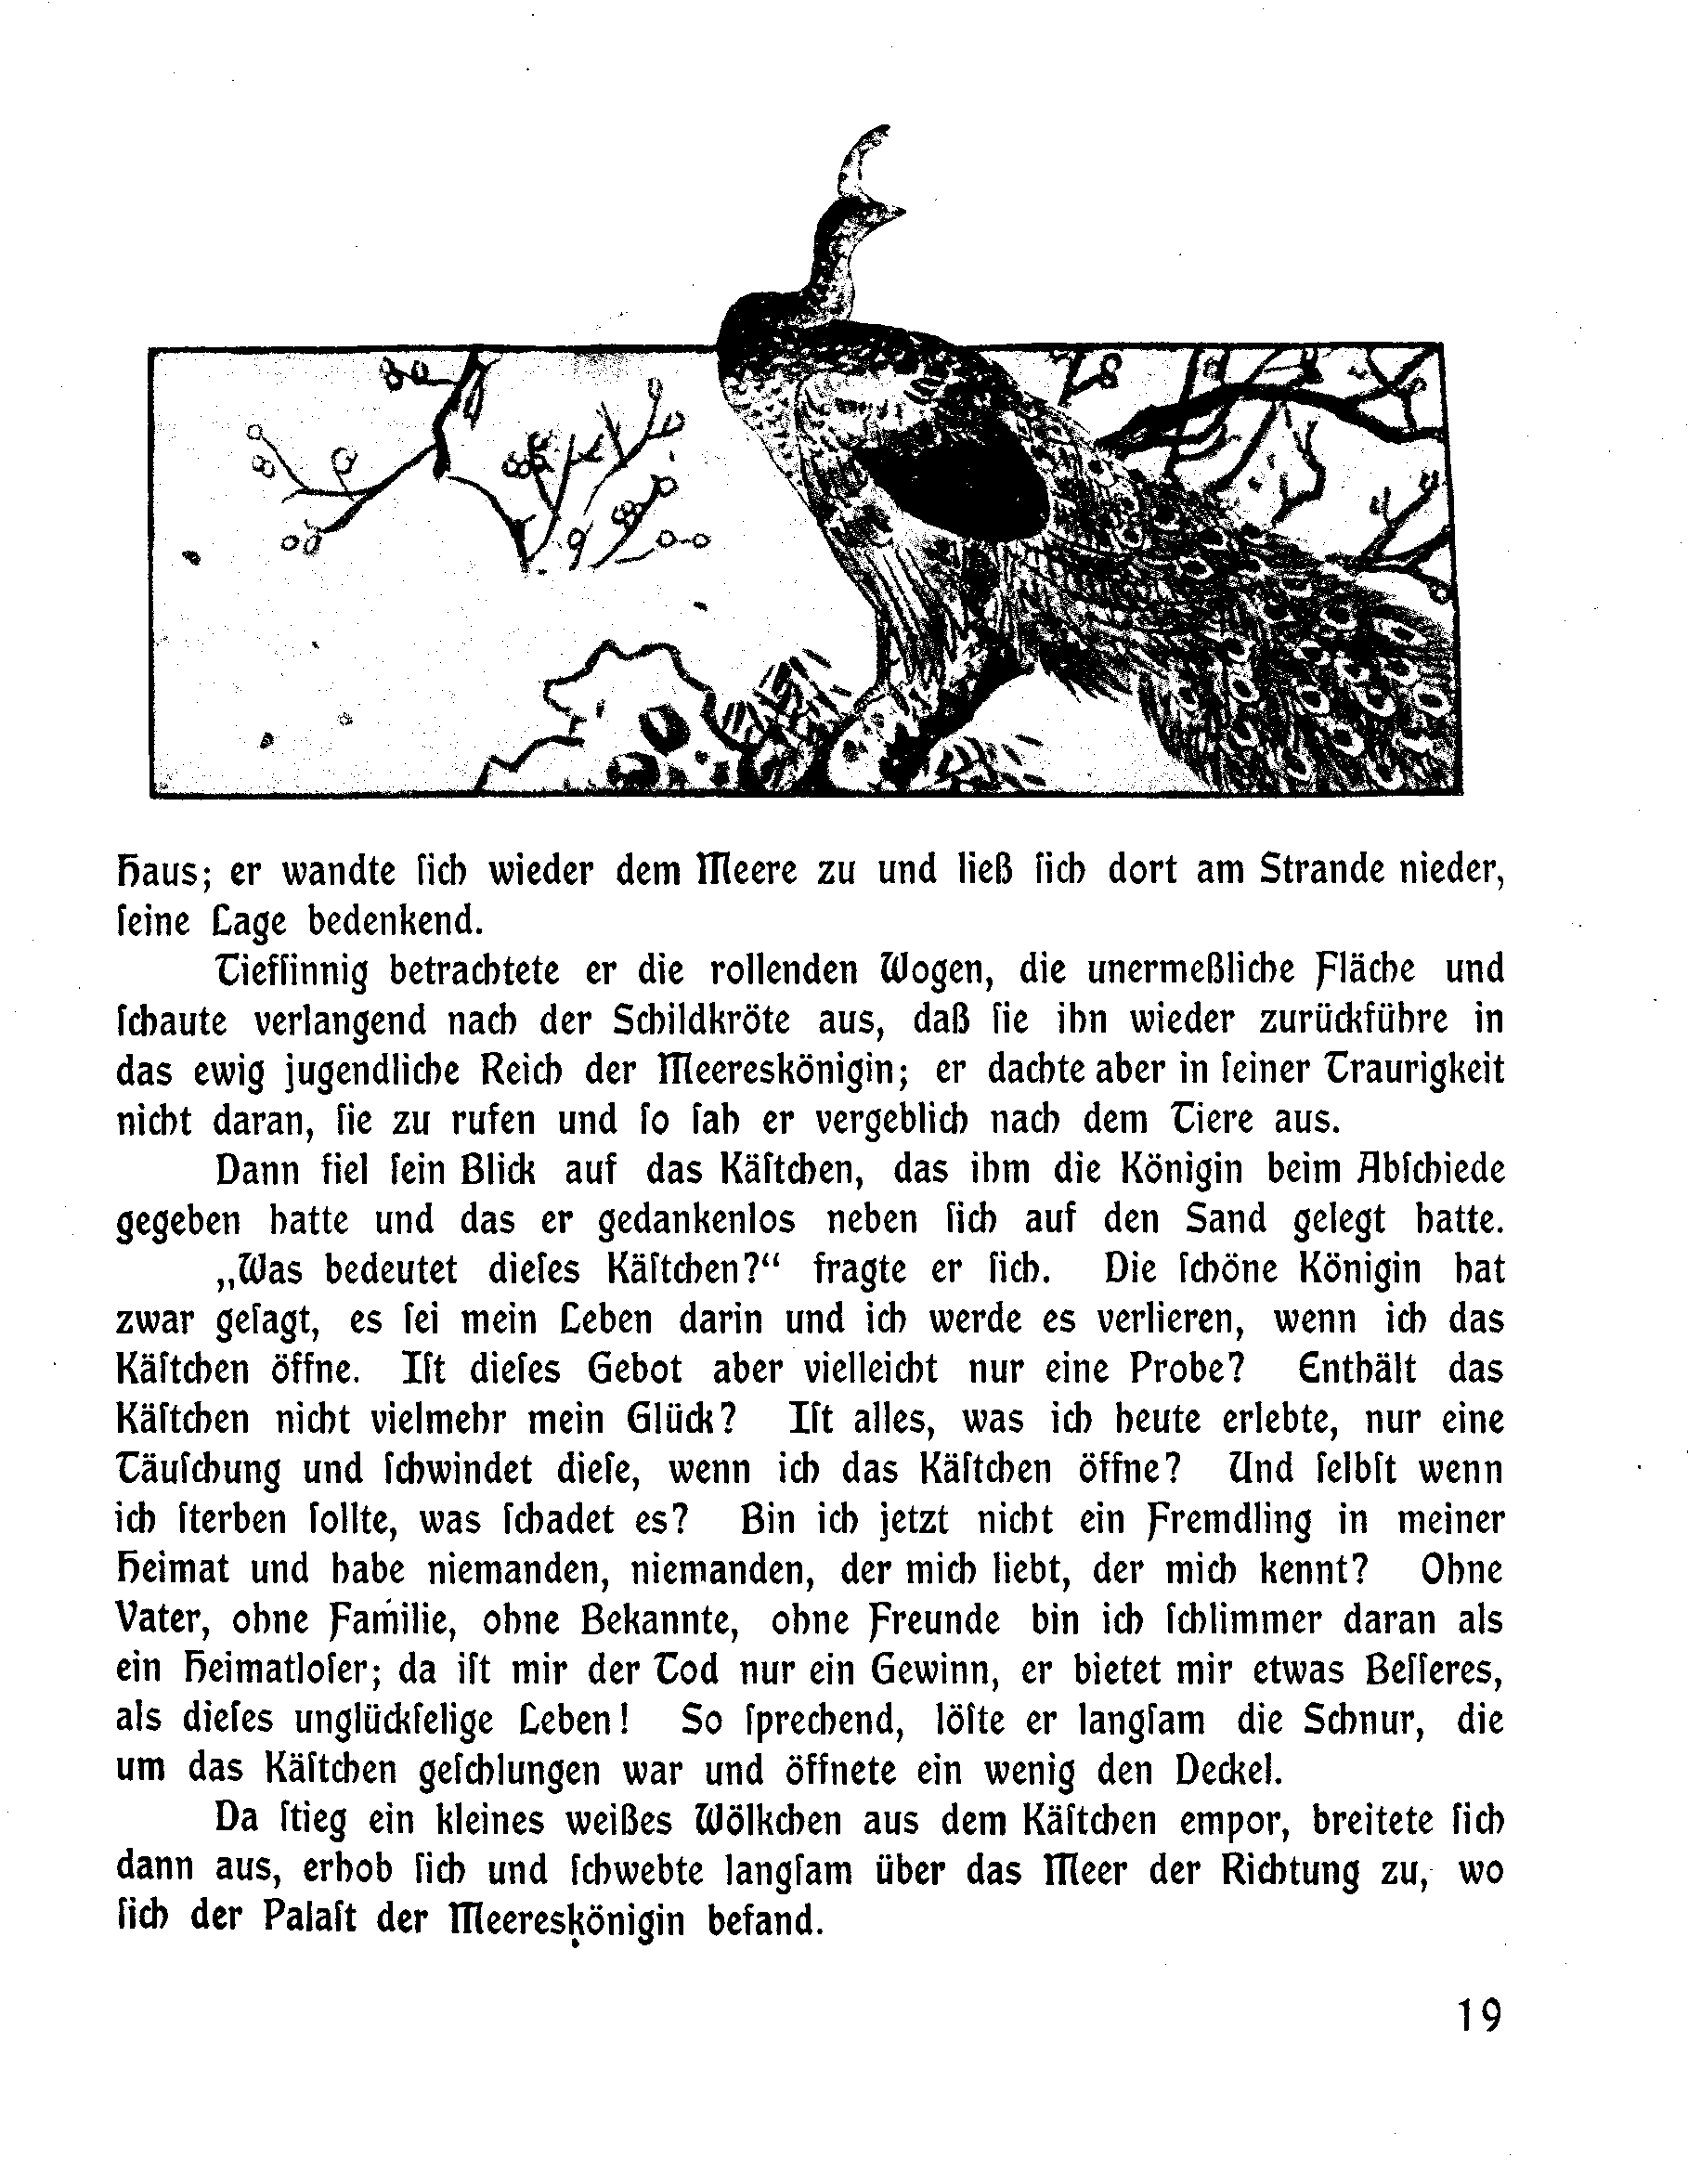 Haus; er wandte ſich wieder dem Meere zu und ließ ſich dort am Strande nieder,
ſeine Lage bedenkend.
Tiefſinnig betrachtete er die rollenden Wogen, die unermeßliche Fläche und
ſchaute verlangend nach der Schildkröte aus, daß ſie ihn wieder zurückführe in
das ewig jugendliche Reich der Meereskönigin; er dachte aber in ſeiner Traurigkeit
nicht daran, ſie zu rufen und ſo ſah er vergeblich nach dem Tiere aus.
Dann fiel ſein Blick auf das Käſtchen, das ihm die Königin beim Abſchiede
gegeben hatte und das er gedankenlos neben ſich auf den Sand gelegt hatte.
„Was bedeutet dieſes Käſtchen?“ fragte er ſich. Die ſchöne Königin hat
zwar geſagt, es ſei mein Leben darin und ich werde es verlieren, wenn ich das
Käſtchen öffne. Iſt dieſes Gebot aber vielleicht nur eine Probe? Enthält das
Käſtchen nicht vielmehr mein Glück? Iſt alles, was ich heute erlebte, nur eine
Täuſchung und ſchwindet dieſe, wenn ich das Käſtchen öffne? Und ſelbſt wenn
ich ſterben ſollte, was ſchadet es? Bin ich jetzt nicht ein Fremdling in meiner
Heimat und habe niemanden, niemanden, der mich liebt, der mich kennt? Ohne
Vater, ohne Familie, ohne Bekannte, ohne Freunde bin ich ſchlimmer daran als
ein Heimatloſer; da iſt mir der Tod nur ein Gewinn, er bietet mir etwas Beſſeres,
als dieſes unglückſelige Leben! So ſprechend, löſte er langſam die Schnur, die
um das Käſtchen geſchlungen war und öffnete ein wenig den Deckel.
Da ſtieg ein kleines weißes Wölkchen aus dem Käſtchen empor, breitete ſich
dann aus, erhob ſich und ſchwebte langſam über das Meer der Richtung zu, wo
ſich der Palaſt der Meereskönigin befand.
19